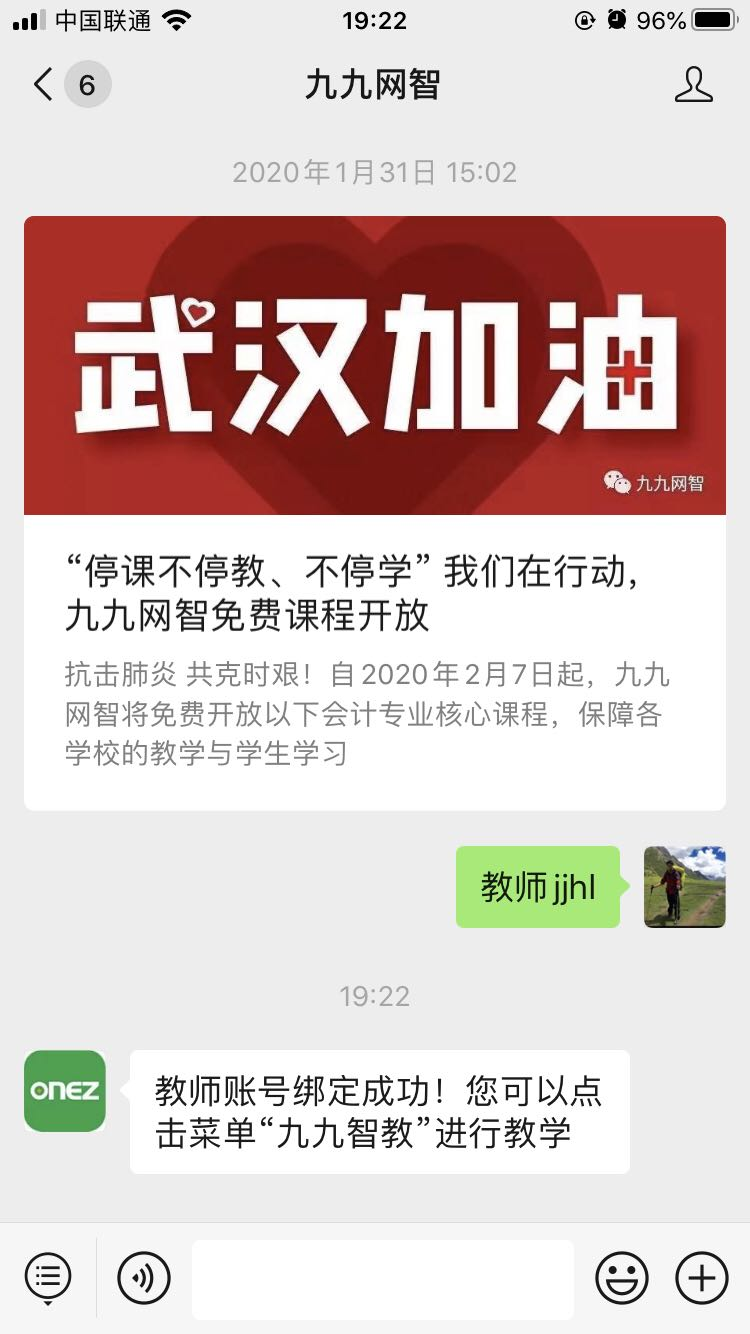 中国联通
19:22
96%
6
九九网智
2020年1月31日 15:02
武汉加油
九九网智
“停课不停教、不停学” 我们在行动，
九九网智免费课程开放
抗击肺炎 共克时艰！自2020年2月7日起，九九
网智将免费开放以下会计专业核心课程，保障各
学校的教学与学生学习
教师jjhl
19:22
onez
教师账号绑定成功！您可以点
击菜单“九九智教”进行教学